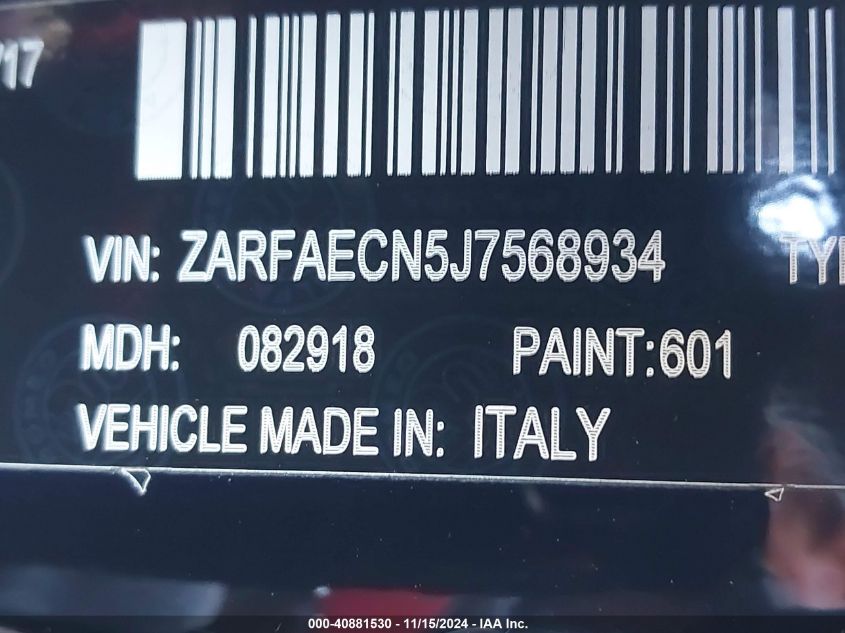 VIN: ZARFAECN5J7568934
MDH: 082918 PAINT:601
VEHICLE MADE IN: ITALY
000-40881530 - 11/15/2024 - IAA Inc.